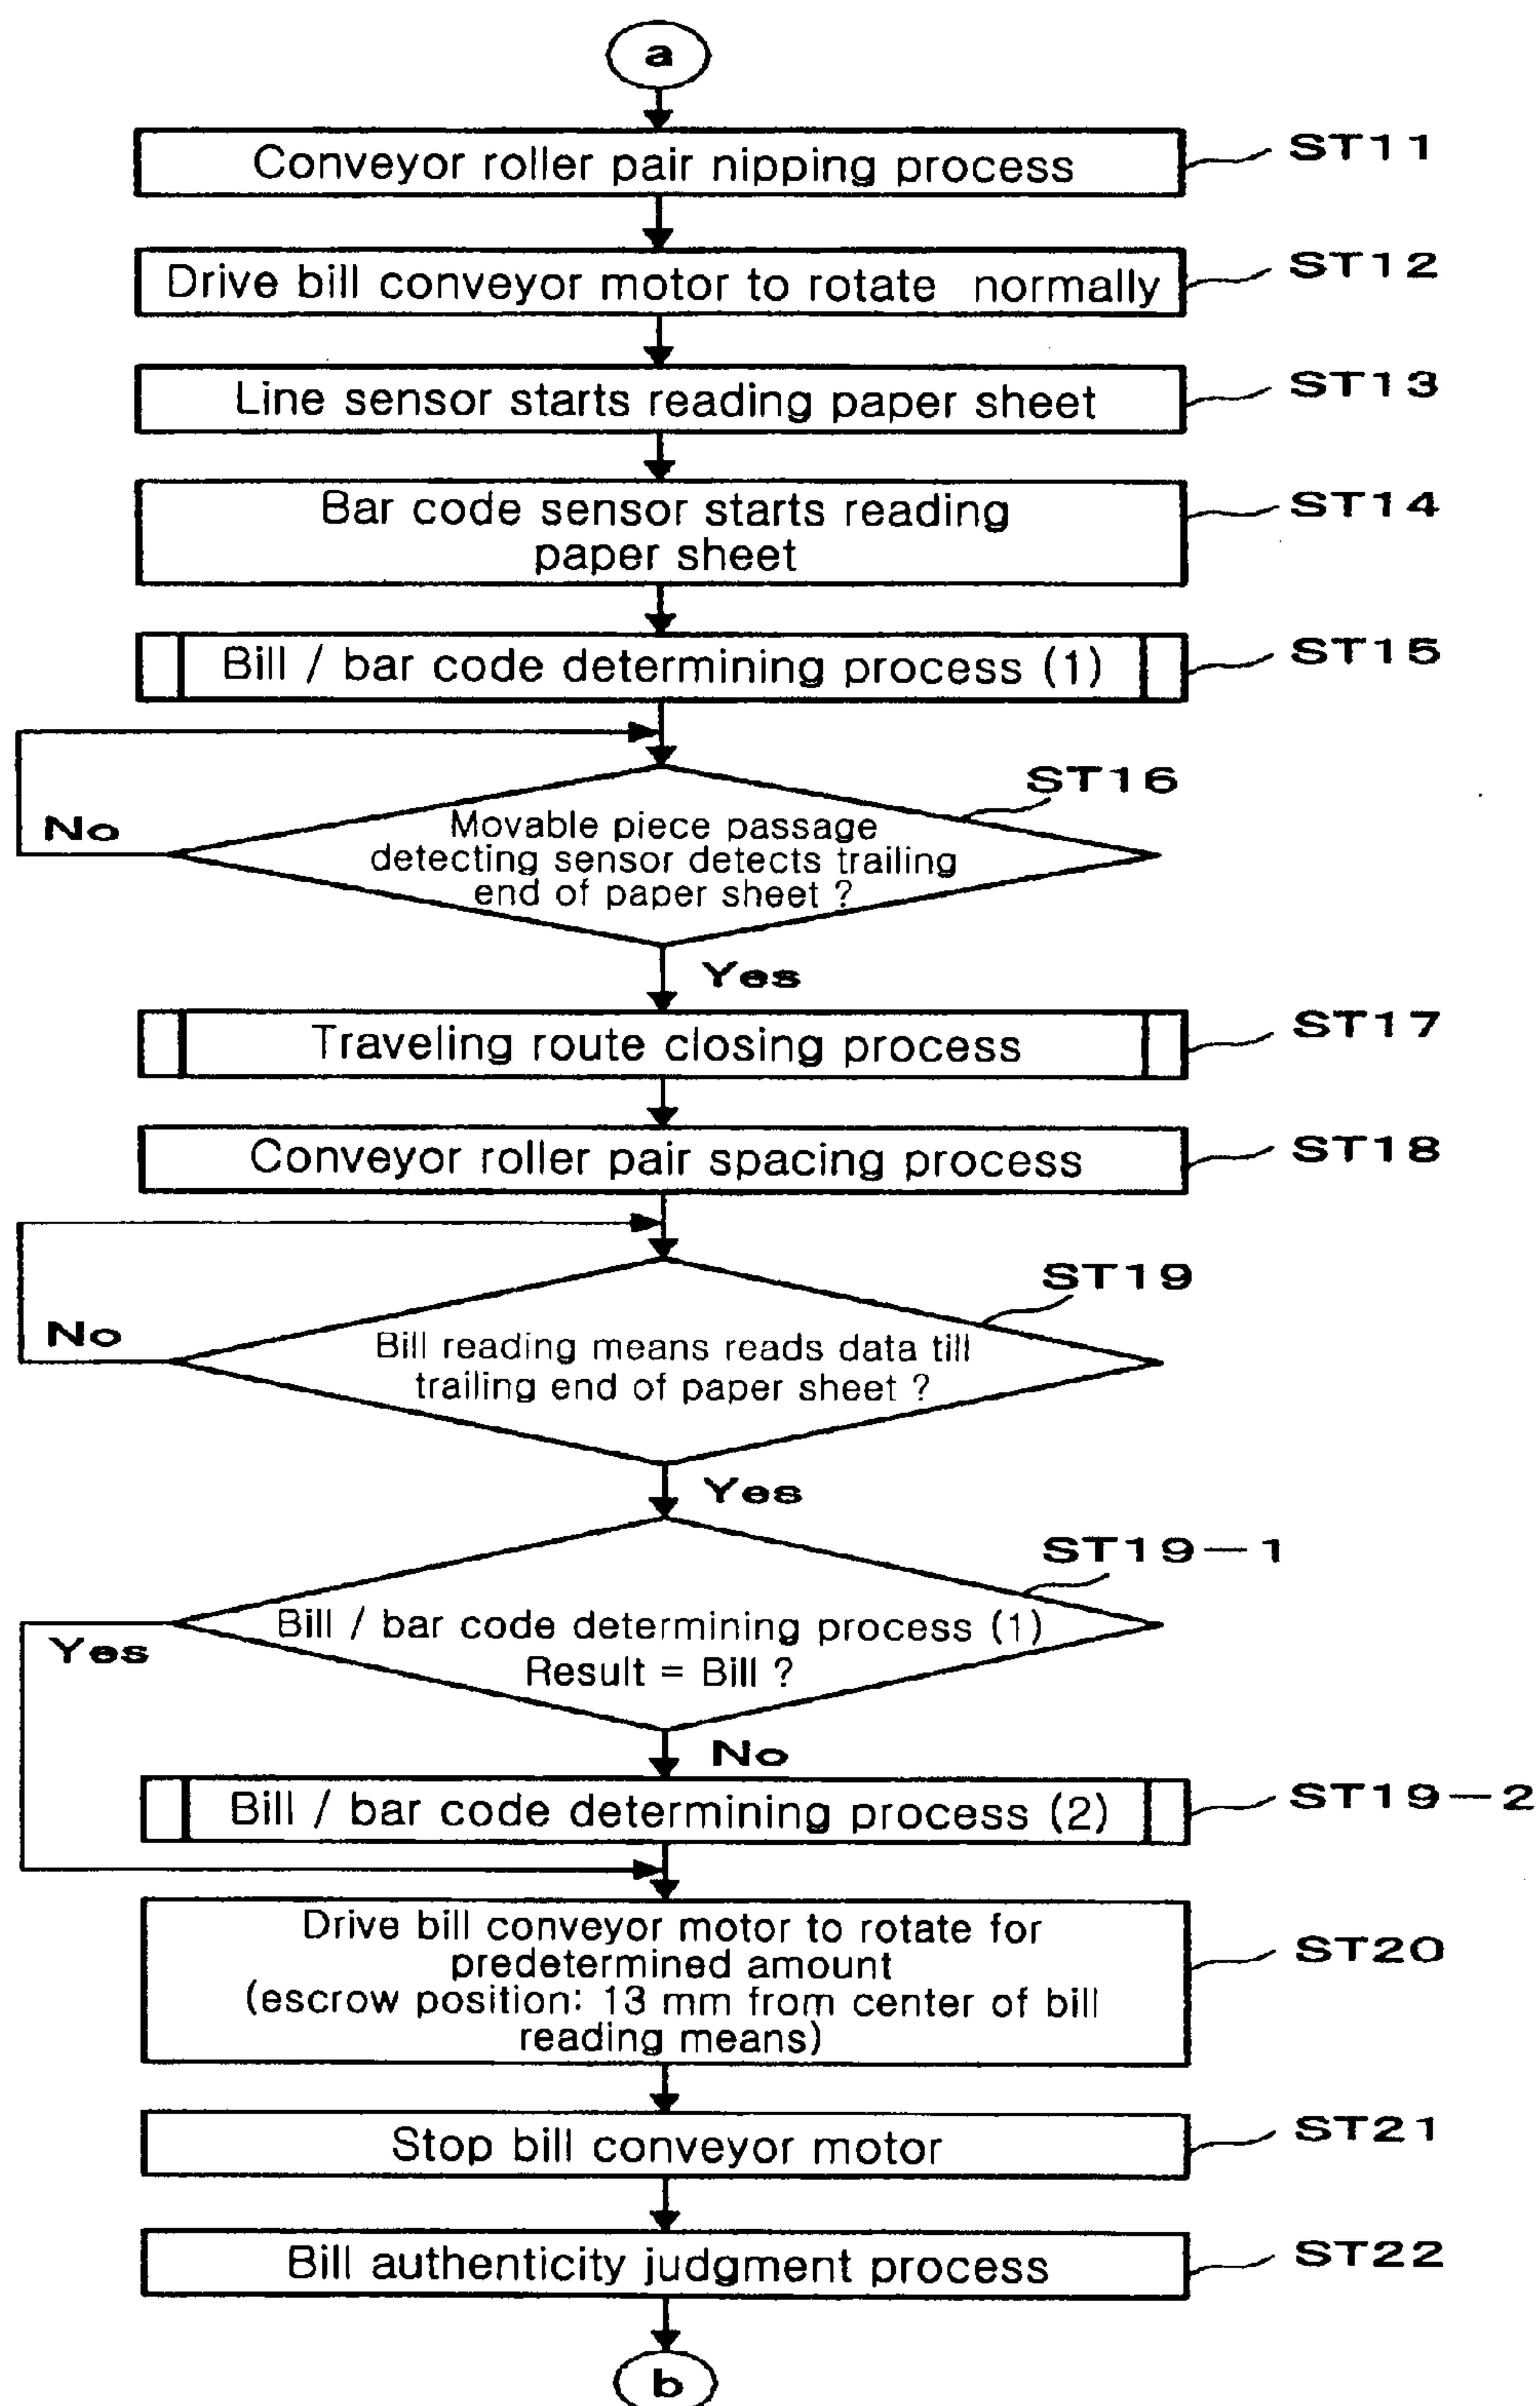 a
Conveyor roller pair nipping process
ST11
Drive bill conveyor motor to rotate normally
ST12
Line sensor starts reading paper sheet
ST13
Bar code sensor starts reading
paper sheet
ST14
Bill / bar code determining process (1)
ST15
ST16
No
Movable piece passage
detecting sensor detects trailing
end of paper sheet ?
Yes
Traveling route closing process
ST17
Conveyor roller pair spacing process
ST18
ST19
No
Bill reading means reads data till
trailing end of paper sheet ?
Yes
ST19-1
Bill / bar code determining process (1)
Result = Bill ?
Yes
No
Bill / bar code determining process (2)
ST19-2
Drive bill conveyor motor to rotate for
predetermined amount
(escrow position: 13 mm from center of bill
reading means)
ST20
Stop bill conveyor motor
ST21
Bill authenticity judgment process
ST22
b